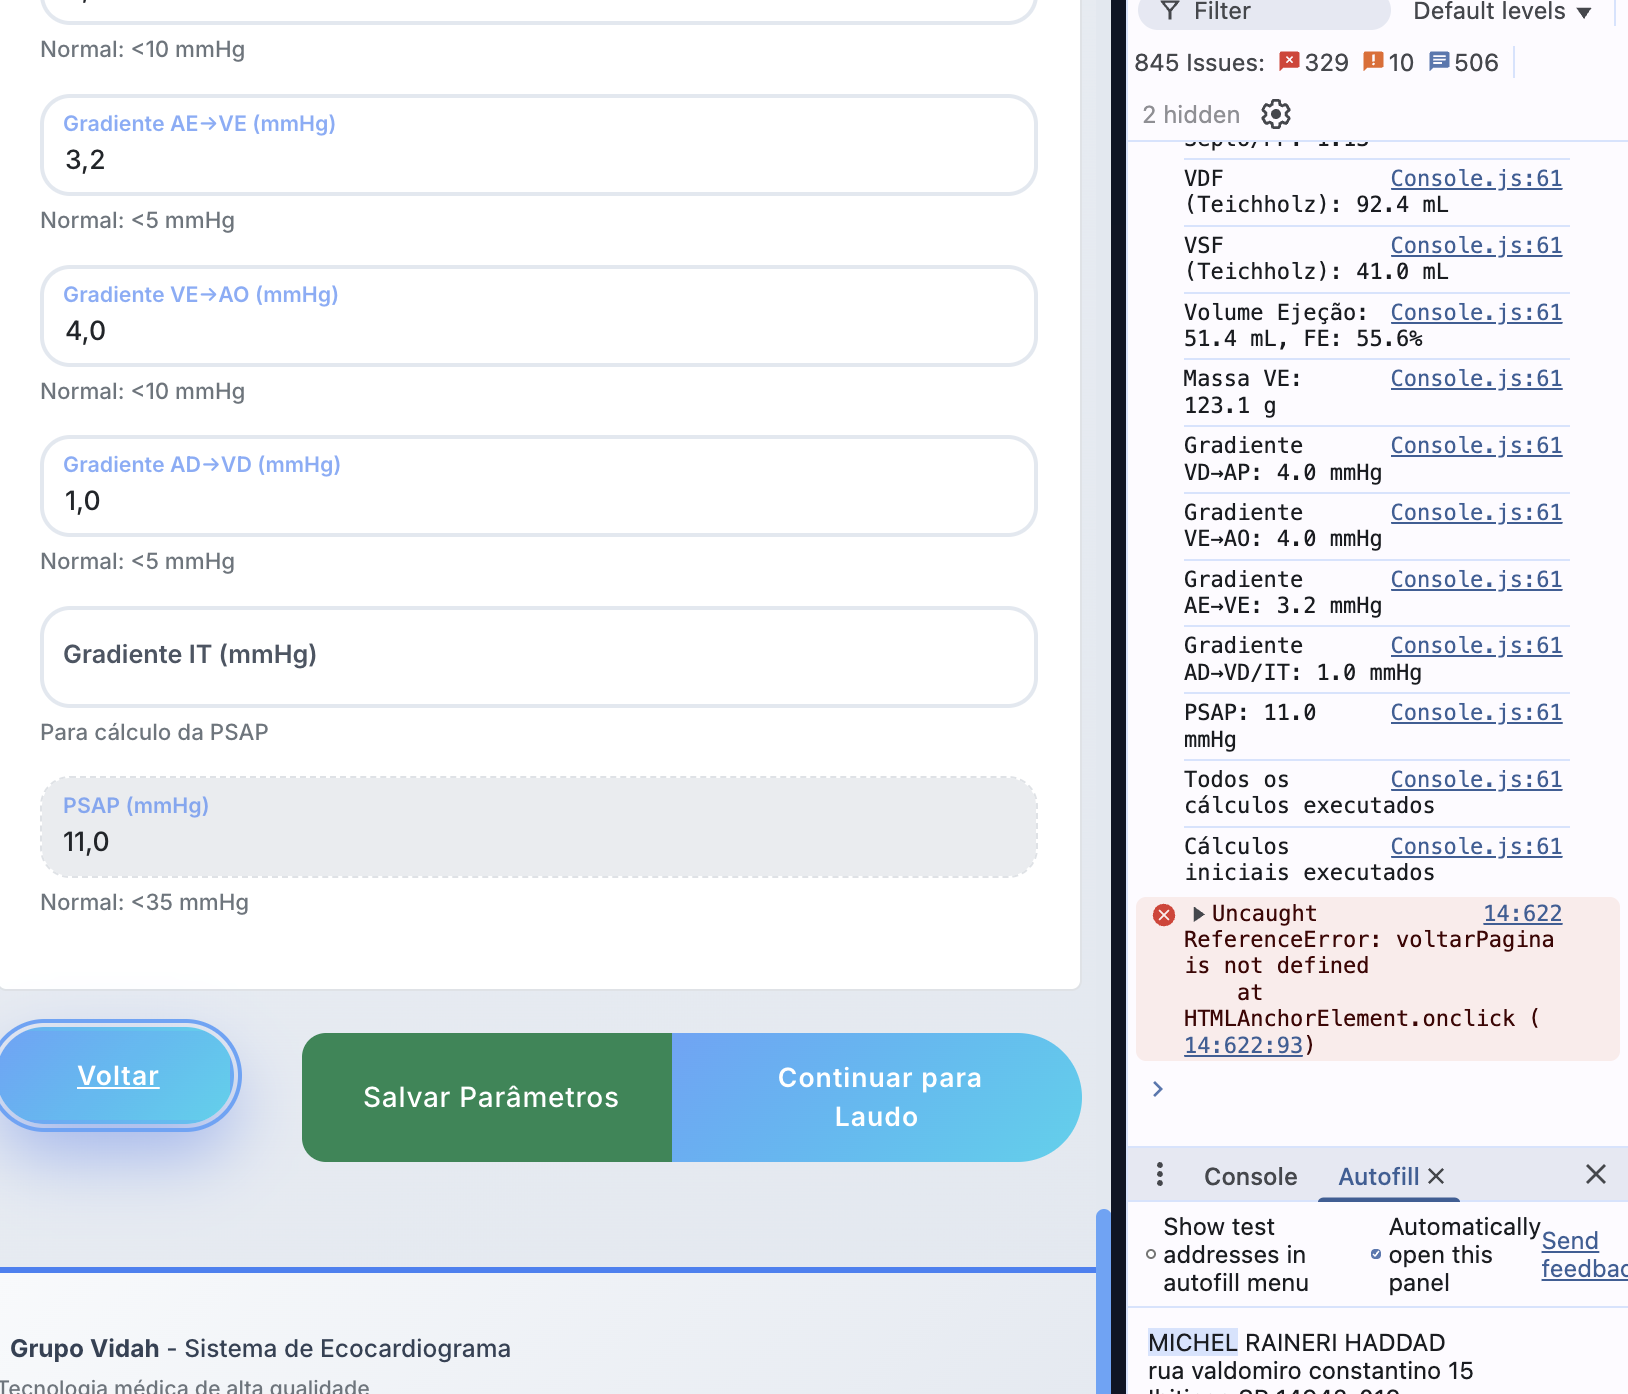 Normal: <10 mmHg
Gradiente AE→VE (mmHg)
3,2
Normal: <5 mmHg
Gradiente VE→AO (mmHg)
4,0
Normal: <10 mmHg
Gradiente AD→VD (mmHg)
1,0
Normal: <5 mmHg
Gradiente IT (mmHg)
Para cálculo da PSAP
PSAP (mmHg)
11,0
Normal: <35 mmHg
Voltar
Salvar Parâmetros
Continuar para
Laudo
Grupo Vidah - Sistema de Ecocardiograma
Tecnologia médica de alta qualidade
Filter
Default levels ▼
845 Issues: 329 10 506
2 hidden
Septo/PP: 1.13
VDF Console.js:61
(Teichholz): 92.4 mL
VSF Console.js:61
(Teichholz): 41.0 mL
Volume Ejeção: Console.js:61
51.4 mL, FE: 55.6%
Massa VE: Console.js:61
123.1 g
Gradiente Console.js:61
VD→AP: 4.0 mmHg
Gradiente Console.js:61
VE→AO: 4.0 mmHg
Gradiente Console.js:61
AE→VE: 3.2 mmHg
Gradiente Console.js:61
AD→VD/IT: 1.0 mmHg
PSAP: 11.0 Console.js:61
mmHg
Todos os Console.js:61
cálculos executados
Cálculos Console.js:61
iniciais executados
Uncaught 14:622
ReferenceError: voltarPagina
is not defined
at
HTMLAnchorElement.onclick (
14:622:93)
Console
Autofill
Show test
addresses in
autofill menu
Automatically
open this
panel
Send
MICHEL RAINERI HADDAD
rua valdomiro constantino 15